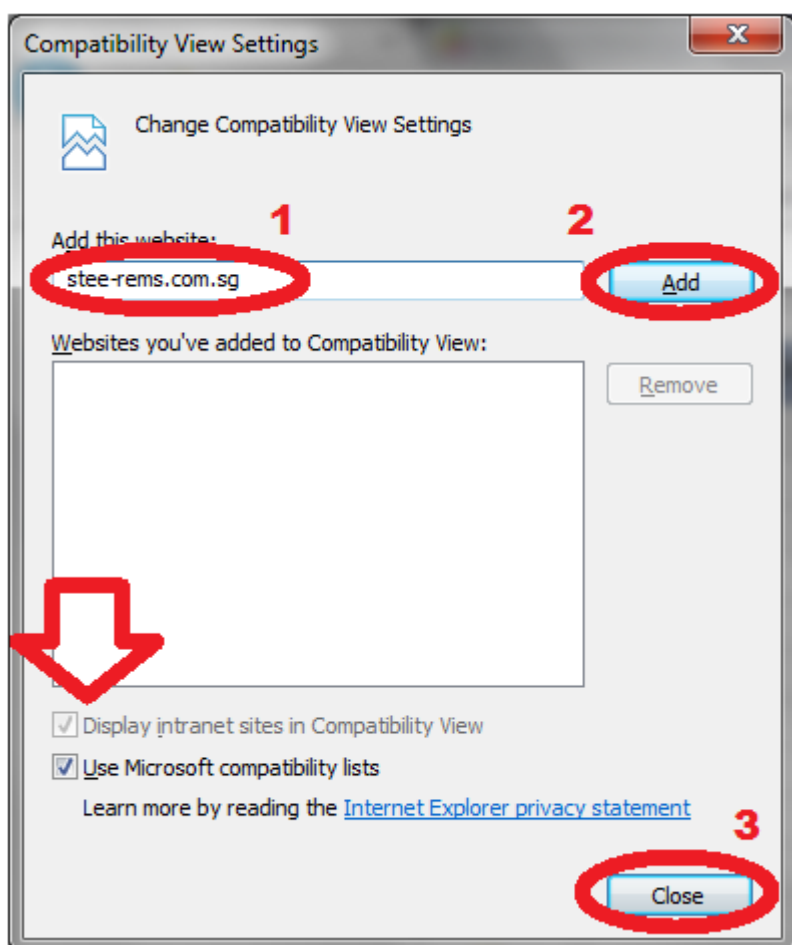 Compatibility View Settings
Change Compatibility View Settings
1
2
Add this website:
stee-rems.com.sg
Add
Websites you've added to Compatibility View:
Remove
Display intranet sites in Compatibility View
Use Microsoft compatibility lists
Learn more by reading the Internet Explorer privacy statement
3
Close